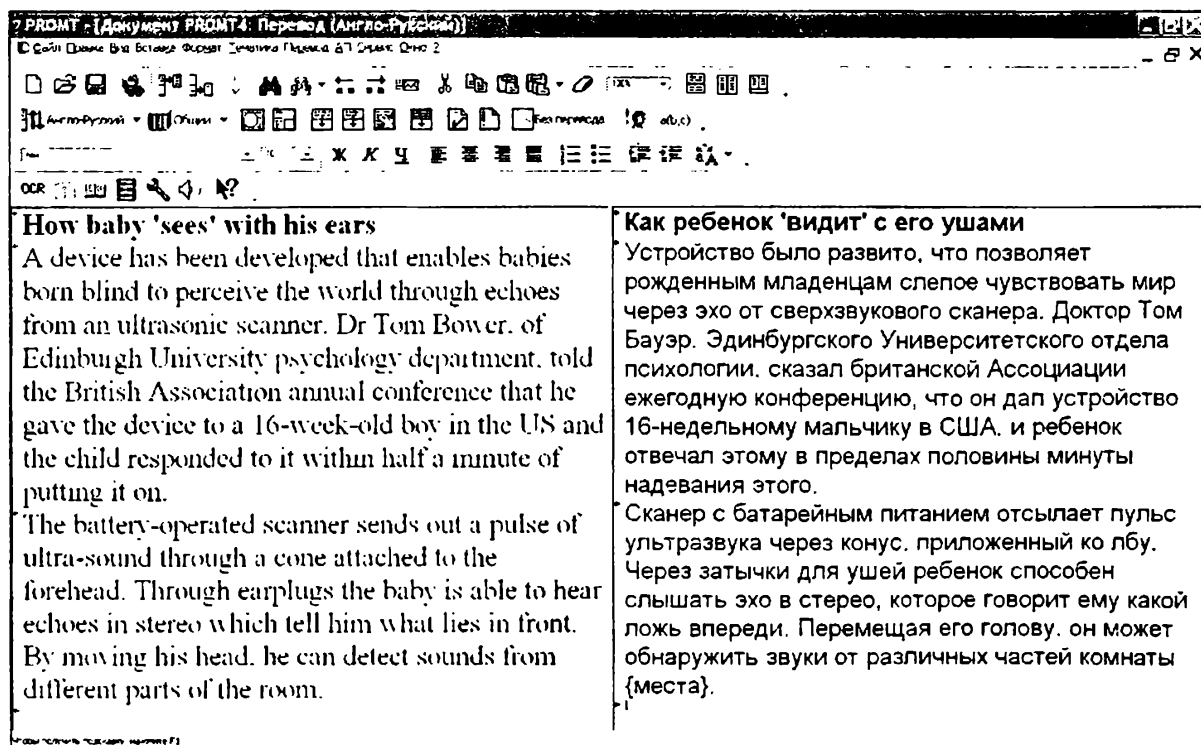 PROMT - [Документ PROMT4: Перевод (Англо-Русский)]
Англо-Русский Общая Без перевода
Ж К Ч
OCR
How baby 'sees' with his ears
A device has been developed that enables babies
born blind to perceive the world through echoes
from an ultrasonic scanner. Dr Tom Bower. of
Edinburgh University psychology department. told
the British Association annual conference that he
gave the device to a 16-week-old boy in the US and
the child responded to it within half a minute of
putting it on.
The battery-operated scanner sends out a pulse of
ultra-sound through a cone attached to the
forehead. Through earplugs the baby is able to hear
echoes in stereo which tell him what lies in front.
By moving his head. he can detect sounds from
different parts of the room.
Как ребенок 'видит' с его ушами
Устройство было развито, что позволяет
рожденным младенцам слепое чувствовать мир
через эхо от сверхзвукового сканера. Доктор Том
Бауэр. Эдинбургского Университетского отдела
психологии. сказал британской Ассоциации
ежегодную конференцию, что он дал устройство
16-недельному мальчику в США. и ребенок
отвечал этому в пределах половины минуты
надевания этого.
Сканер с батарейным питанием отсылает пульс
ультразвука через конус. приложенный ко лбу.
Через затычки для ушей ребенок способен
слышать эхо в стерео, которое говорит ему какой
ложь впереди. Перемещая его голову. он может
обнаружить звуки от различных частей комнаты
{места}.